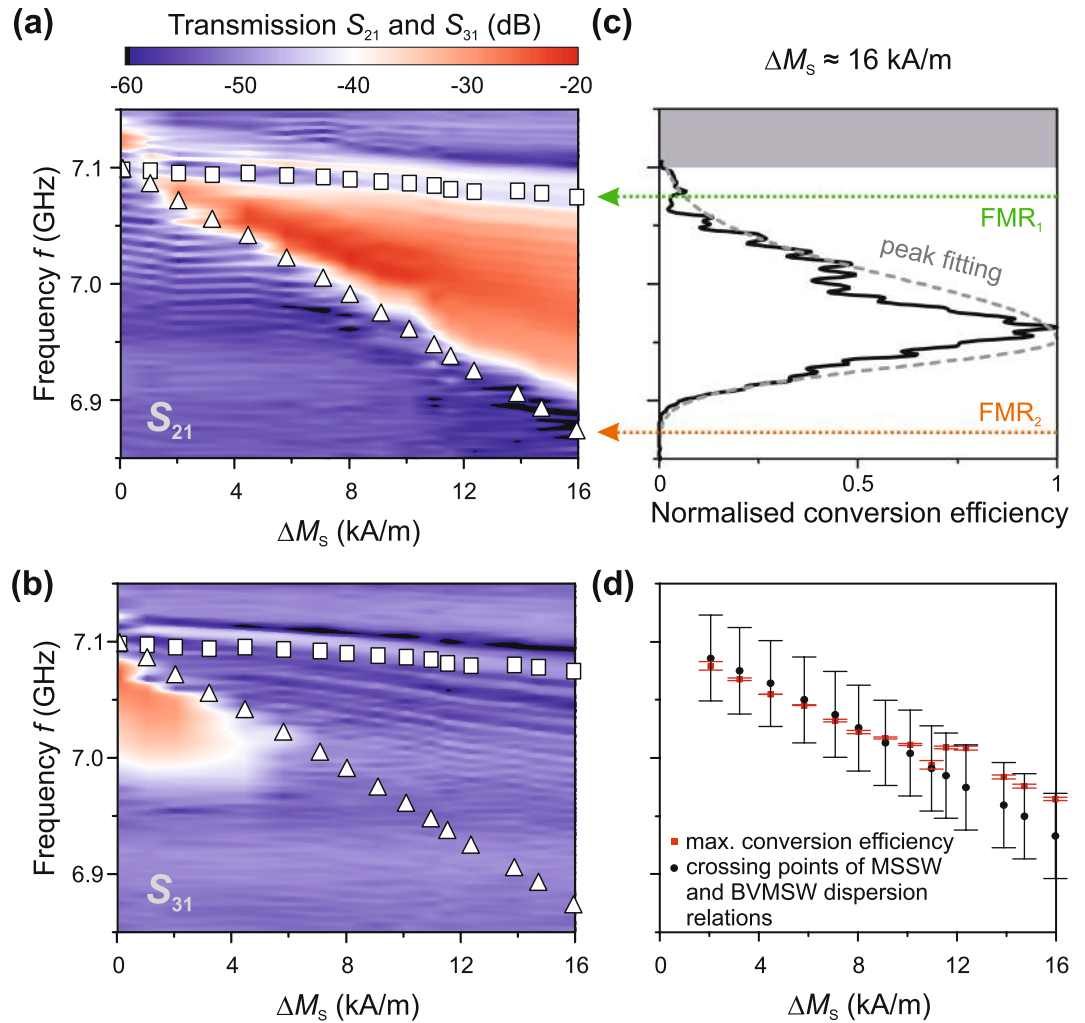 (a)
Transmission S21 and S31 (dB)
-60 -50 -40 -30 -20
Frequency f (GHz)
7.1
7.0
6.9
S21
0 4 8 12 16
ΔMS (kA/m)
(c)
ΔMS ≈ 16 kA/m
FMR1
peak fitting
FMR2
0 0.5 1
Normalised conversion efficiency
(b)
Frequency f (GHz)
7.1
7.0
6.9
S31
0 4 8 12 16
ΔMS (kA/m)
(d)
max. conversion efficiency
crossing points of MSSW
and BVMSW dispersion
relations
0 4 8 12 16
ΔMS (kA/m)